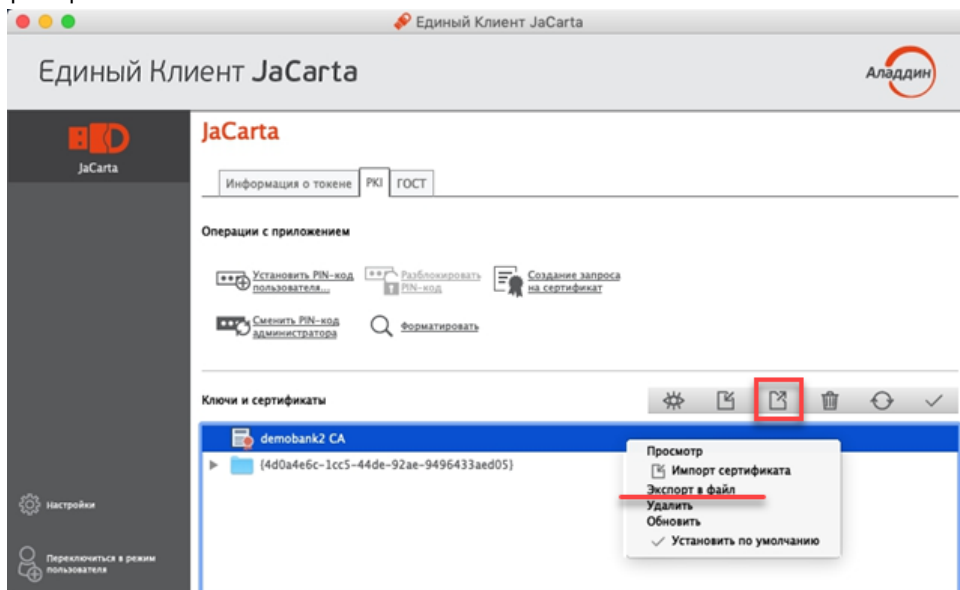 Единый Клиент JaCarta
Единый Клиент JaCarta
Аладдин
JaCarta
JaCarta
Информация о токене PKI ГОСТ
Операции с приложением
Установить PIN-код
пользователя...
Разблокировать
PIN-код
Создание запроса
на сертификат
Сменить PIN-код
администратора
Форматировать
Ключи и сертификаты
demobank2 CA
{4d0a4e6c-1cc5-44de-92ae-9496433aed05}
Просмотр
Импорт сертификата
Экспорт в файл
Удалить
Обновить
Установить по умолчанию
Настройки
Переключиться в режим
пользователя